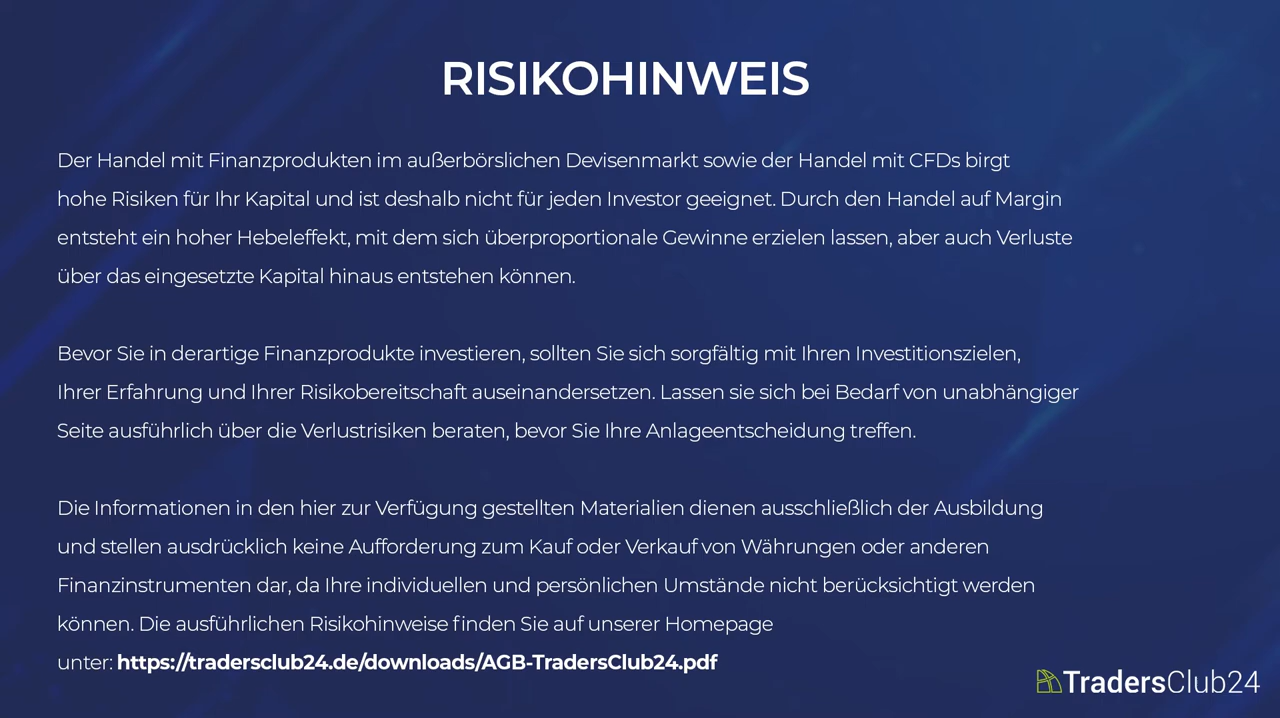 RISIKOHINWEIS
Der Handel mit Finanzprodukten im außerbörslichen Devisenmarkt sowie der Handel mit CFDs birgt
hohe Risiken für Ihr Kapital und ist deshalb nicht für jeden Investor geeignet. Durch den Handel auf Margin
entsteht ein hoher Hebeleffekt, mit dem sich überproportionale Gewinne erzielen lassen, aber auch Verluste
über das eingesetzte Kapital hinaus entstehen können.
Bevor Sie in derartige Finanzprodukte investieren, sollten Sie sich sorgfältig mit Ihren Investitionszielen,
Ihrer Erfahrung und Ihrer Risikobereitschaft auseinandersetzen. Lassen sie sich bei Bedarf von unabhängiger
Seite ausführlich über die Verlustrisiken beraten, bevor Sie Ihre Anlageentscheidung treffen.
Die Informationen in den hier zur Verfügung gestellten Materialien dienen ausschließlich der Ausbildung
und stellen ausdrücklich keine Aufforderung zum Kauf oder Verkauf von Währungen oder anderen
Finanzinstrumenten dar, da Ihre individuellen und persönlichen Umstände nicht berücksichtigt werden
können. Die ausführlichen Risikohinweise finden Sie auf unserer Homepage
unter: https://tradersclub24.de/downloads/AGB-TradersClub24.pdf
TradersClub24